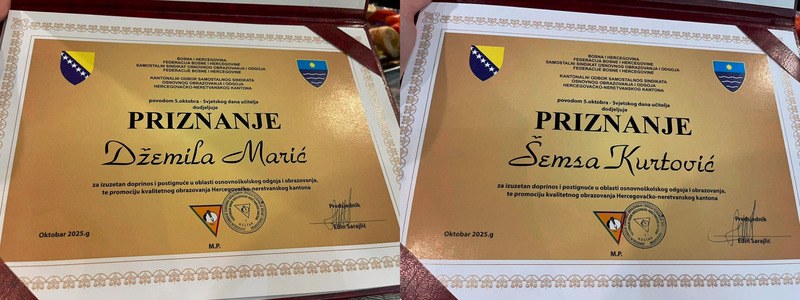 BOSNA I HERCEGOVINA
FEDERACIJA BOSNE I HERCEGOVINE
SAMOSTALNI SINDIKAT OSNOVNOG OBRAZOVANJA I ODGOJA
FEDERACIJE BOSNE I HERCEGOVINE
KANTONALNI ODBOR SAMOSTALNOG SINDIKATA
OSNOVNOG OBRAZOVANJA I ODGOJA
HERCEGOVAČKO-NERETVANSKOG KANTONA
povodom 5.oktobra - Svjetskog dana učitelja
dodjeljuje
PRIZNANJE
Džemila Marić
za izuzetan doprinos i postignuće u oblasti osnovnoškolskog odgoja i obrazovanja,
te promociju kvalitetnog obrazovanja Hercegovačko-neretvanskog kantona
Predsjednik
Edin Sarajlić
Oktobar 2025.g
M.P.
BOSNA I HERCEGOVINA
FEDERACIJA BOSNE I HERCEGOVINE
SAMOSTALNI SINDIKAT OSNOVNOG OBRAZOVANJA I ODGOJA
FEDERACIJE BOSNE I HERCEGOVINE
KANTONALNI ODBOR SAMOSTALNOG SINDIKATA
OSNOVNOG OBRAZOVANJA I ODGOJA
HERCEGOVAČKO-NERETVANSKOG KANTONA
povodom 5.oktobra - Svjetskog dana učitelja
dodjeljuje
PRIZNANJE
Šemsa Kurtović
za izuzetan doprinos i postignuće u oblasti osnovnoškolskog odgoja i obrazovanja,
te promociju kvalitetnog obrazovanja Hercegovačko-neretvanskog kantona
Predsjednik
Edin Sarajlić
Oktobar 2025.g
M.P.